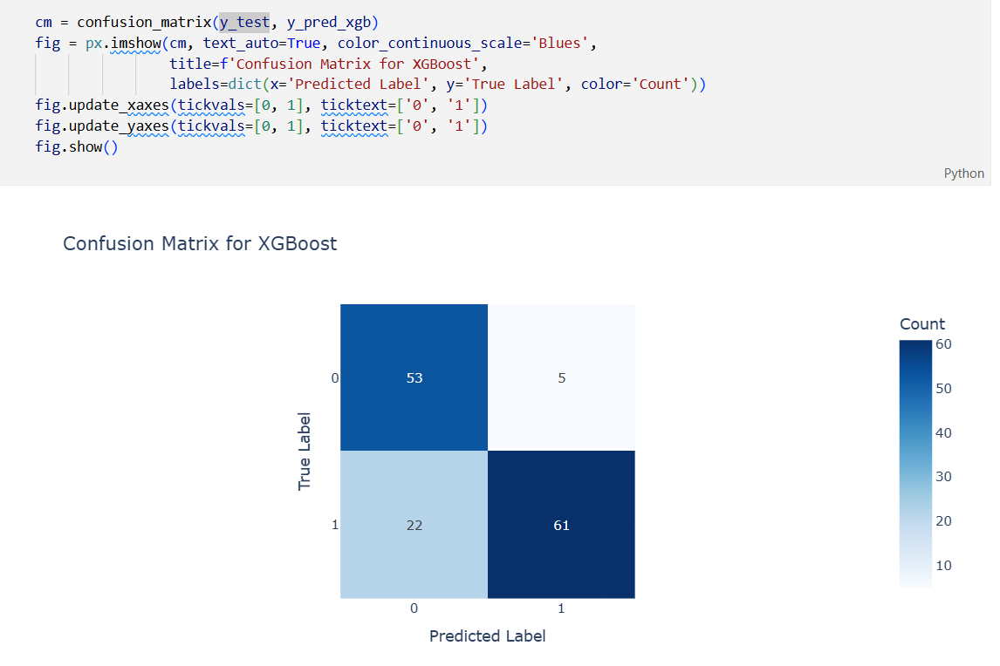 cm = confusion_matrix(y_test, y_pred_xgb)
fig = px.imshow(cm, text_auto=True, color_continuous_scale='Blues',
title=f'Confusion Matrix for XGBoost',
labels=dict(x='Predicted Label', y='True Label', color='Count'))
fig.update_xaxes(tickvals=[0, 1], ticktext=['0', '1'])
fig.update_yaxes(tickvals=[0, 1], ticktext=['0', '1'])
fig.show()
Python
Confusion Matrix for XGBoost
Count
60
50
40
30
20
10
True Label
0
53
5
1
22
61
0
1
Predicted Label